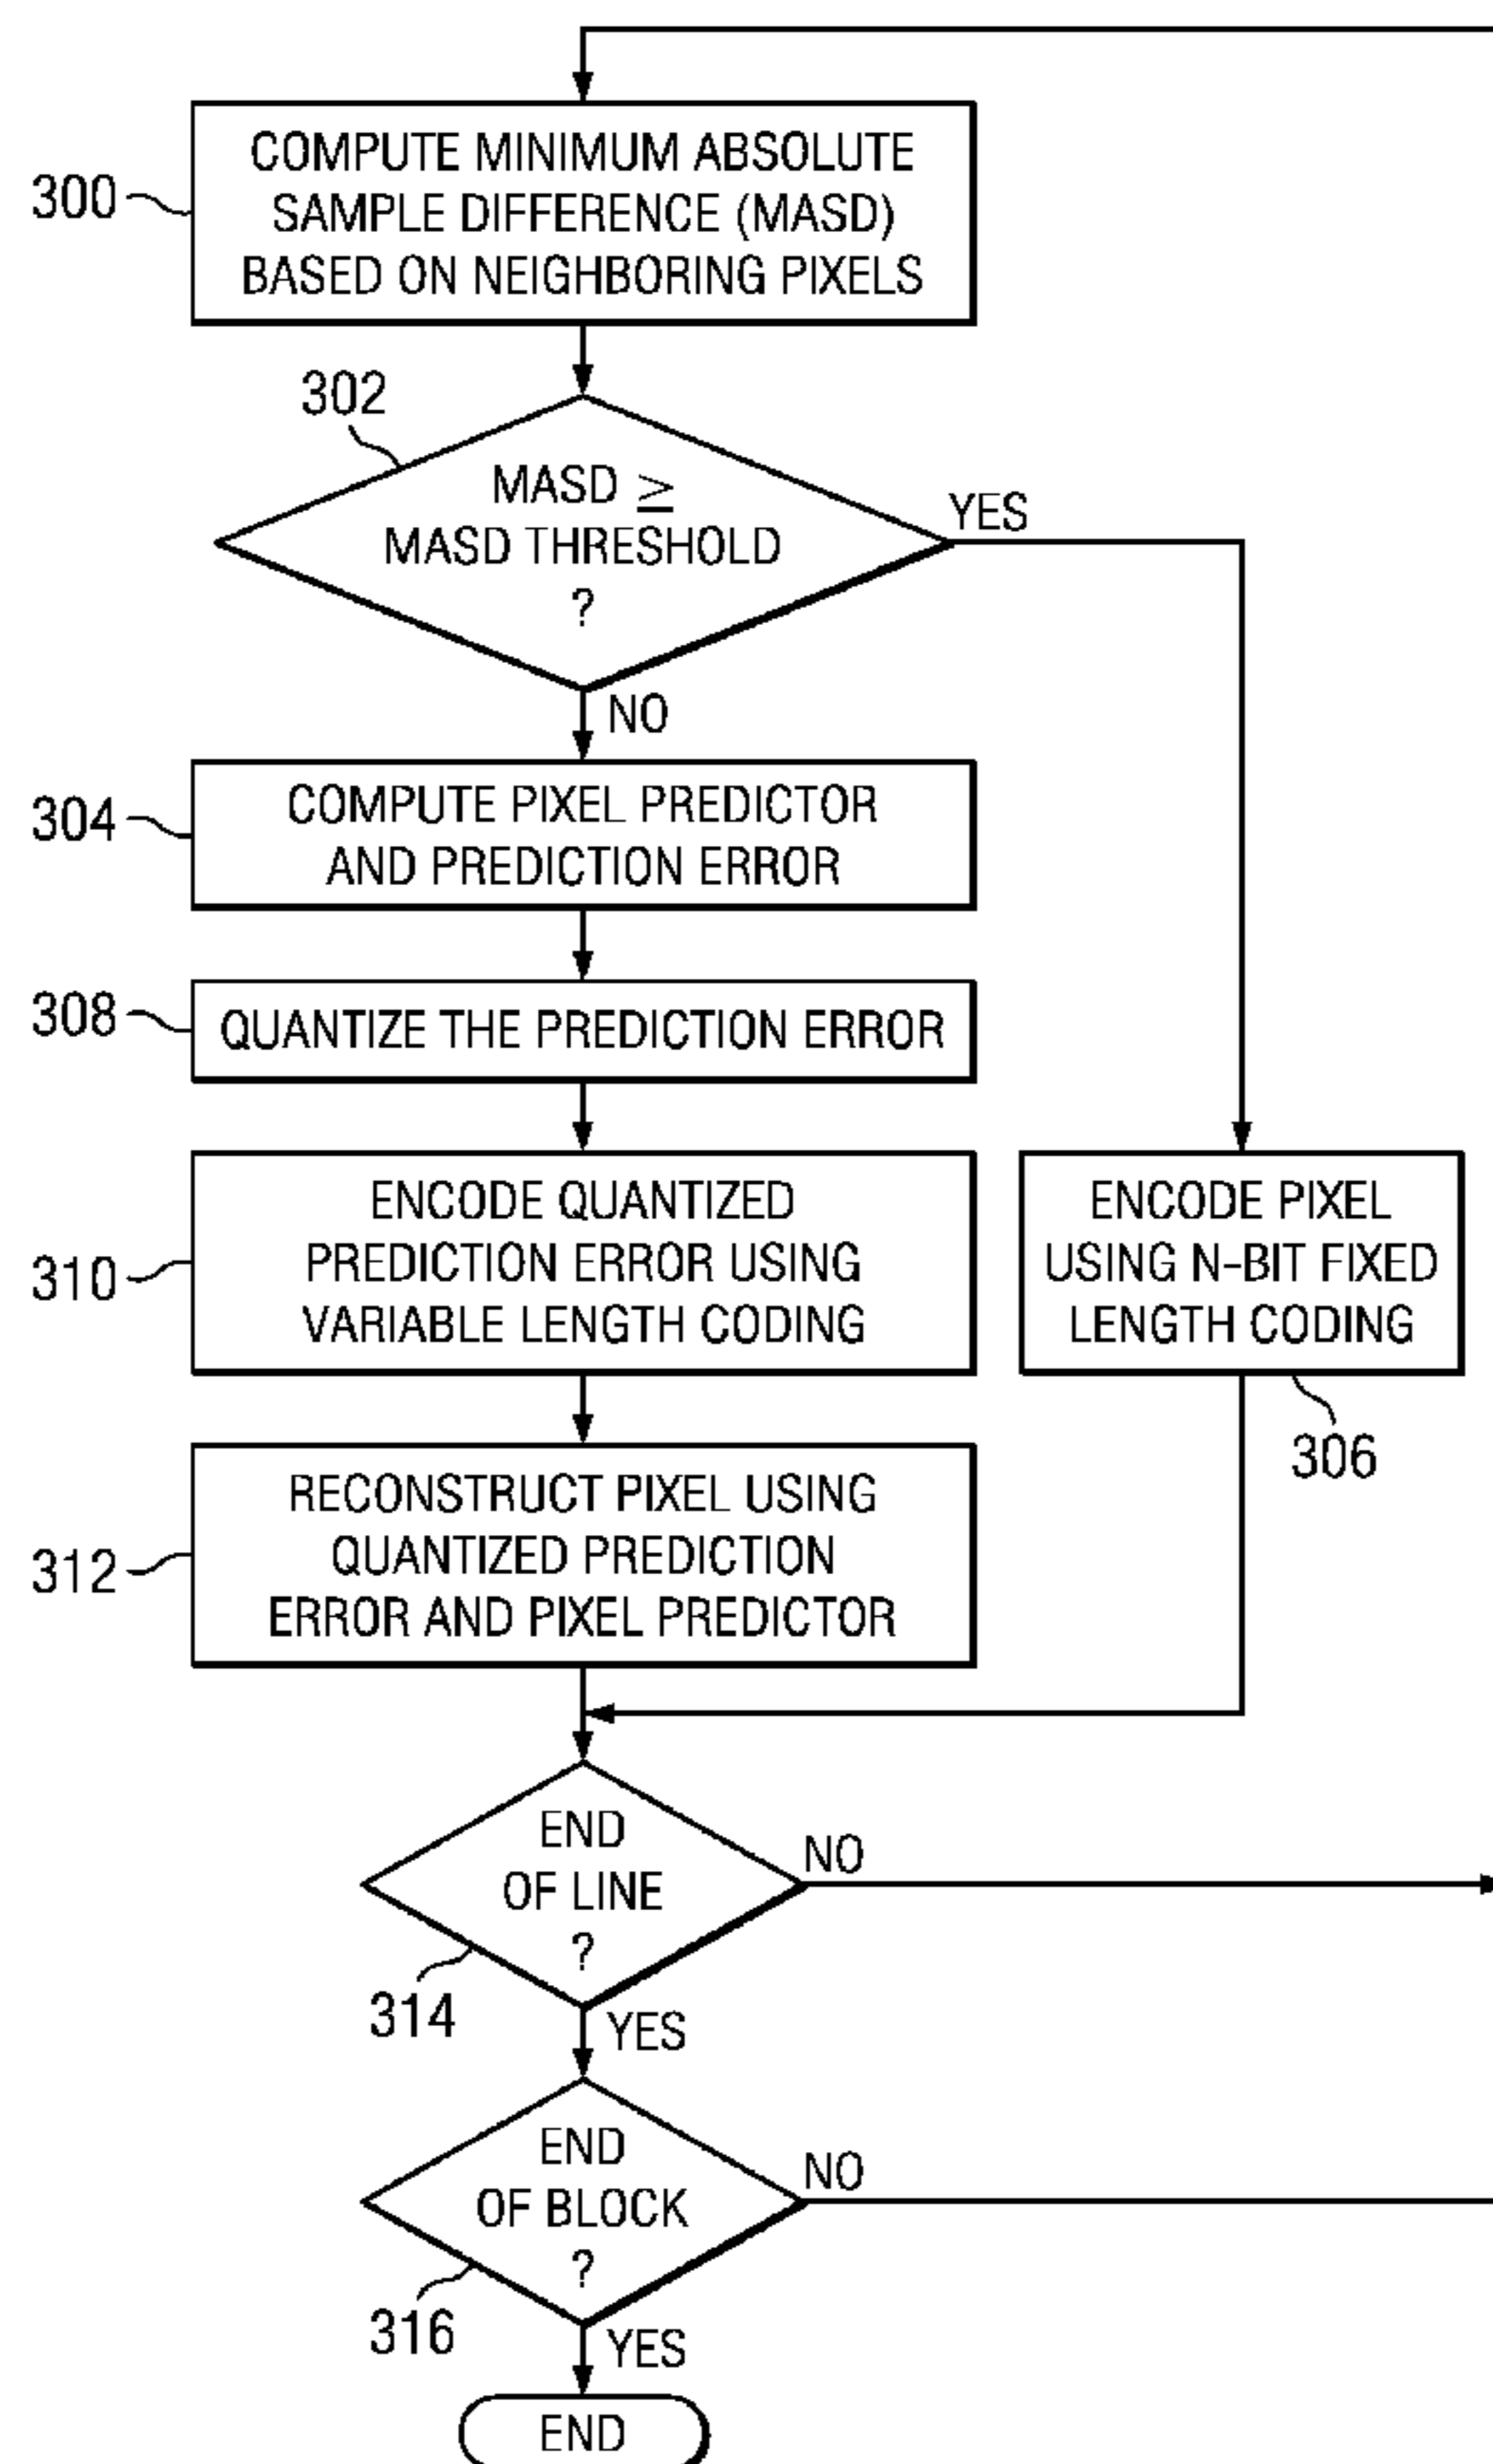 300
COMPUTE MINIMUM ABSOLUTE
SAMPLE DIFFERENCE (MASD)
BASED ON NEIGHBORING PIXELS
302
MASD ≥
MASD THRESHOLD
?
YES
NO
304
COMPUTE PIXEL PREDICTOR
AND PREDICTION ERROR
308
QUANTIZE THE PREDICTION ERROR
310
ENCODE QUANTIZED
PREDICTION ERROR USING
VARIABLE LENGTH CODING
ENCODE PIXEL
USING N-BIT FIXED
LENGTH CODING
306
312
RECONSTRUCT PIXEL USING
QUANTIZED PREDICTION
ERROR AND PIXEL PREDICTOR
END
OF LINE
?
NO
314
YES
END
OF BLOCK
?
NO
316
YES
END